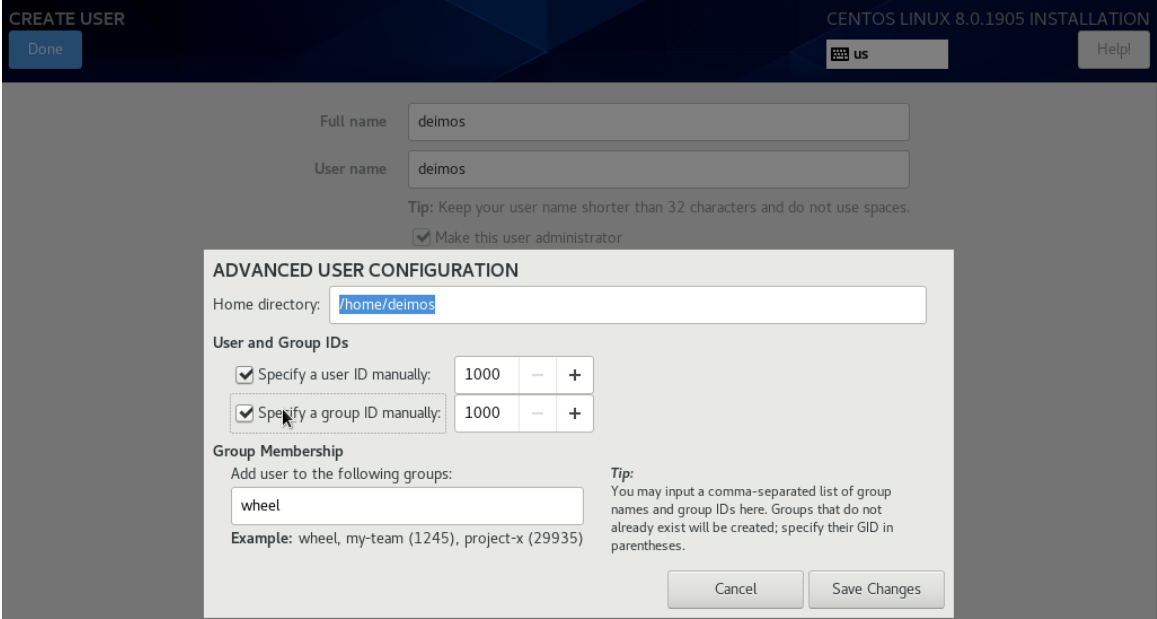 CREATE USER
CENTOS LINUX 8.0.1905 INSTALLATION
Done
us
Help!
Full name
deimos
User name
deimos
Tip: Keep your user name shorter than 32 characters and do not use spaces.
Make this user administrator
ADVANCED USER CONFIGURATION
Home directory: /home/deimos
User and Group IDs
Specify a user ID manually: 1000 − +
Specify a group ID manually: 1000 − +
Group Membership
Add user to the following groups:
wheel
Example: wheel, my-team (1245), project-x (29935)
Tip:
You may input a comma-separated list of group
names and group IDs here. Groups that do not
already exist will be created; specify their GID in
parentheses.
Cancel
Save Changes